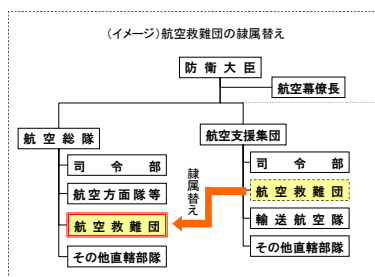 (イメージ)航空救難団の隷属替え
防衛大臣
航空幕僚長
航空総隊
司令部
航空方面隊等
航空救難団
その他直轄部隊
隷属替え
航空支援集団
司令部
航空救難団
輸送航空隊
その他直轄部隊